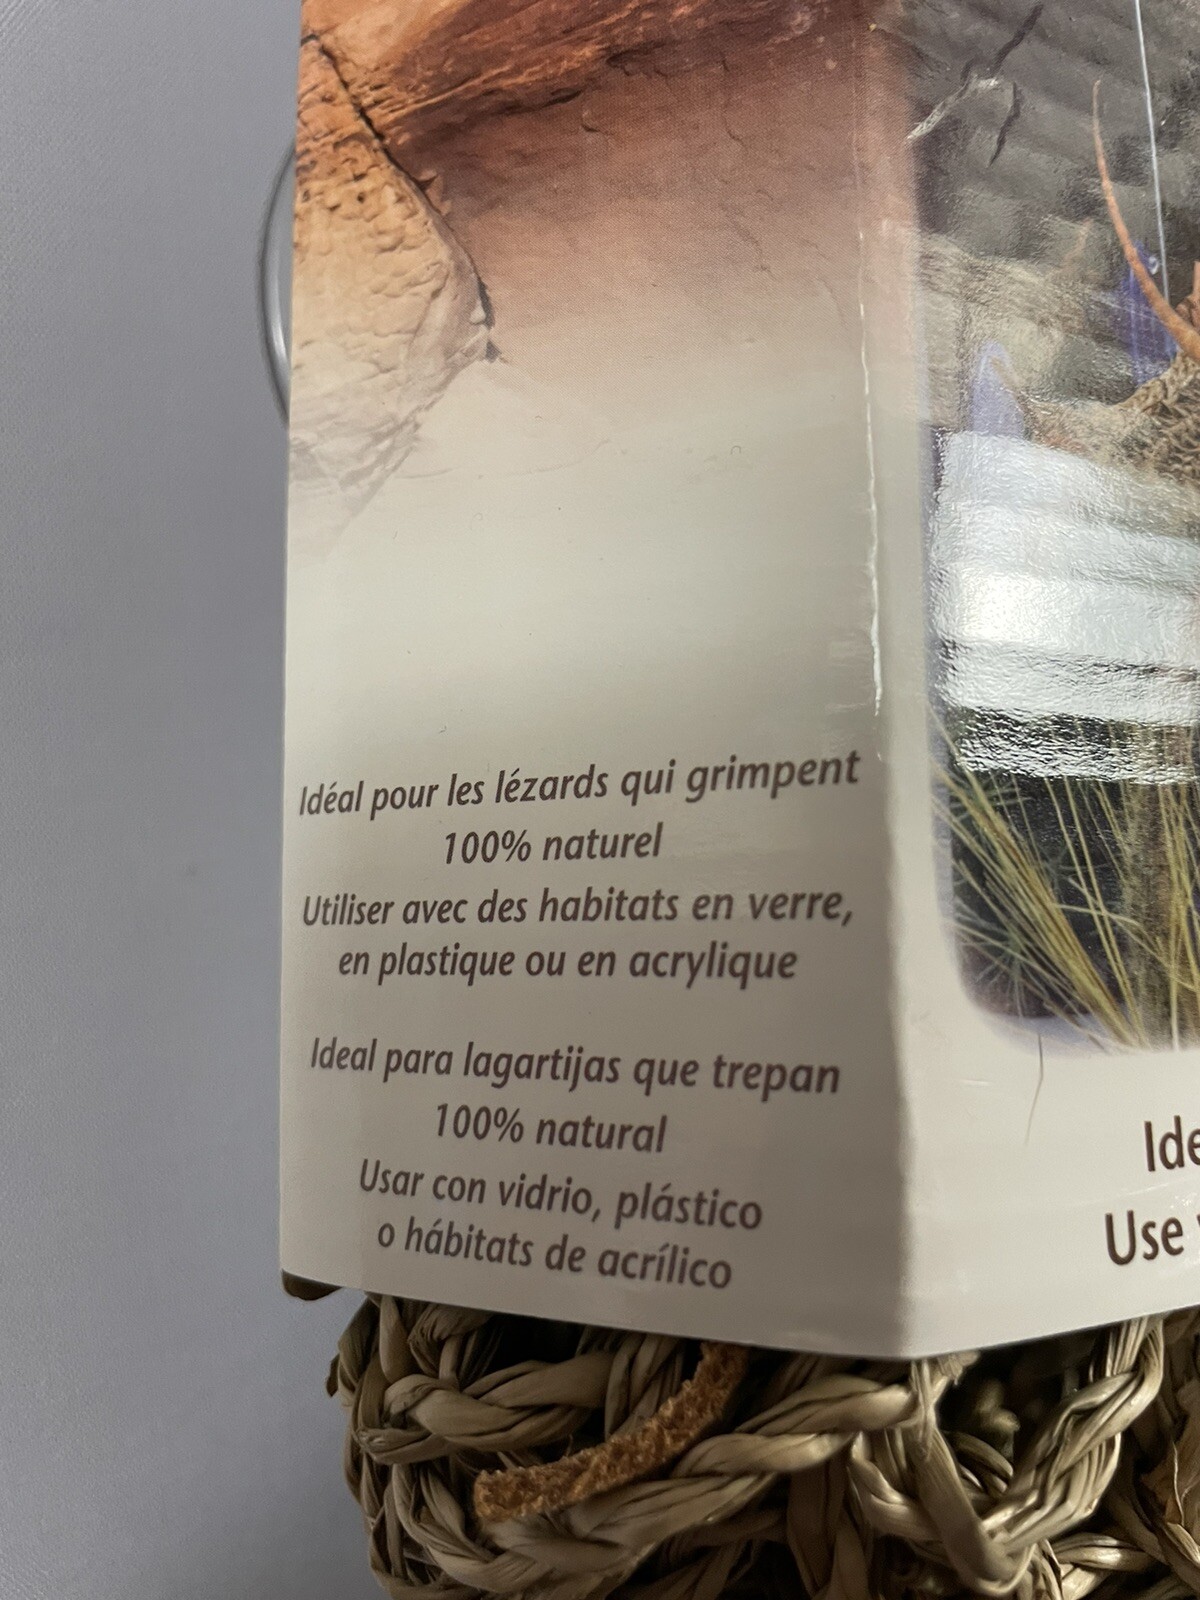 Idéal pour les lézards qui grimpent
100% naturel
Utiliser avec des habitats en verre,
en plastique ou en acrylique
Ideal para lagartijas que trepan
100% natural
Usar con vidrio, plástico
o hábitats de acrílico
Use